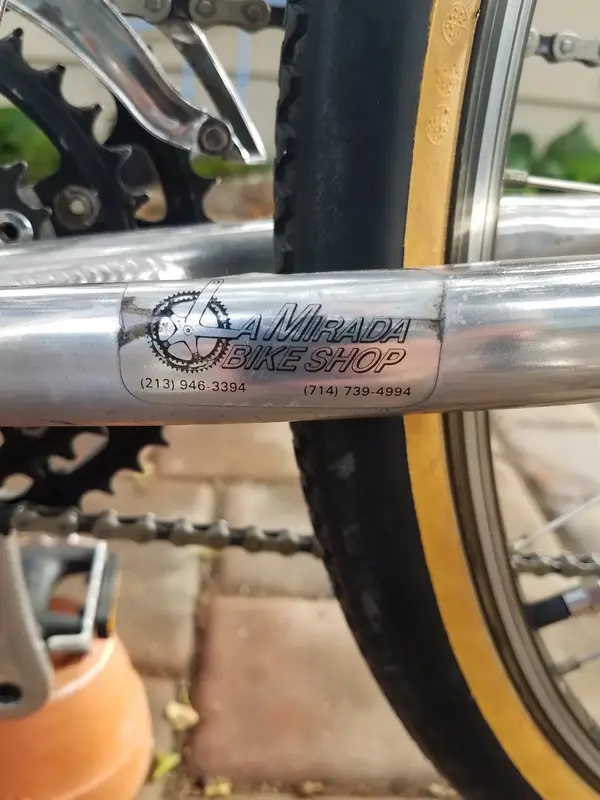 LA MIRADA
BIKE SHOP
(213) 946-3394 (714) 739-4994